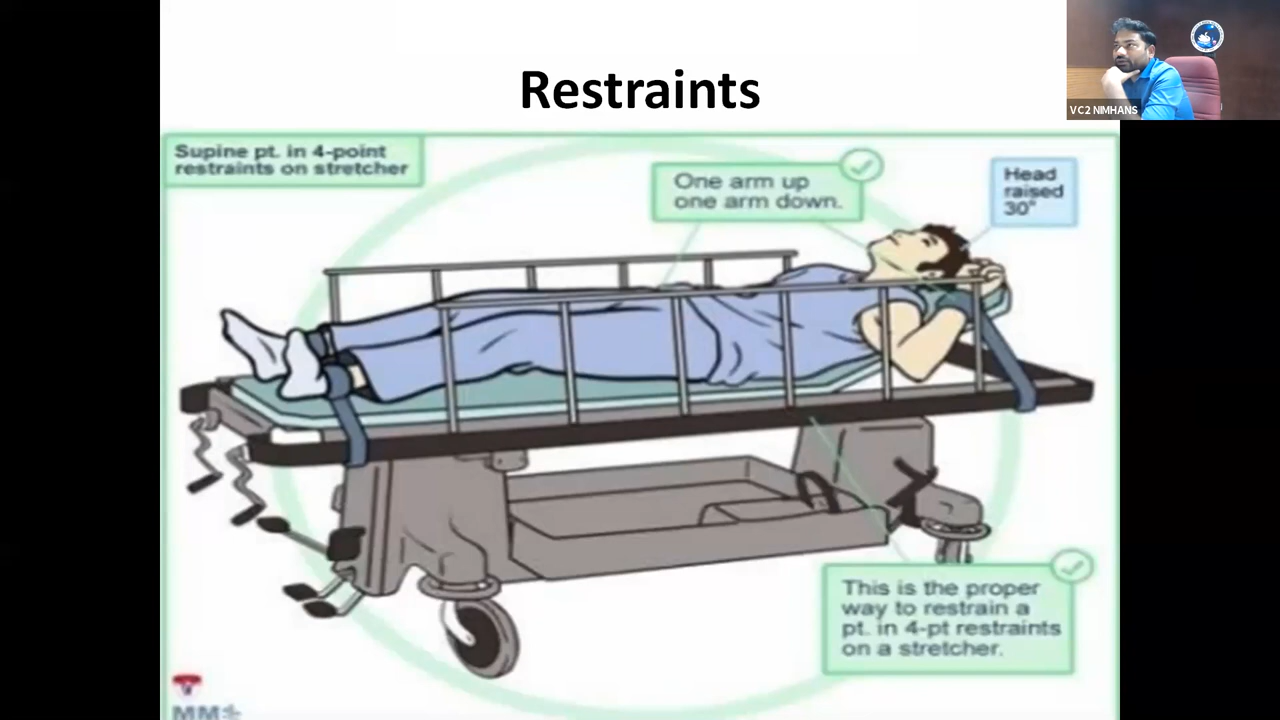 Restraints
VC2 NIMHANS
Supine pt. in 4-point
restraints on stretcher
One arm up
one arm down.
Head
raised
30°
This is the proper
way to restrain a
pt. in 4-pt restraints
on a stretcher.